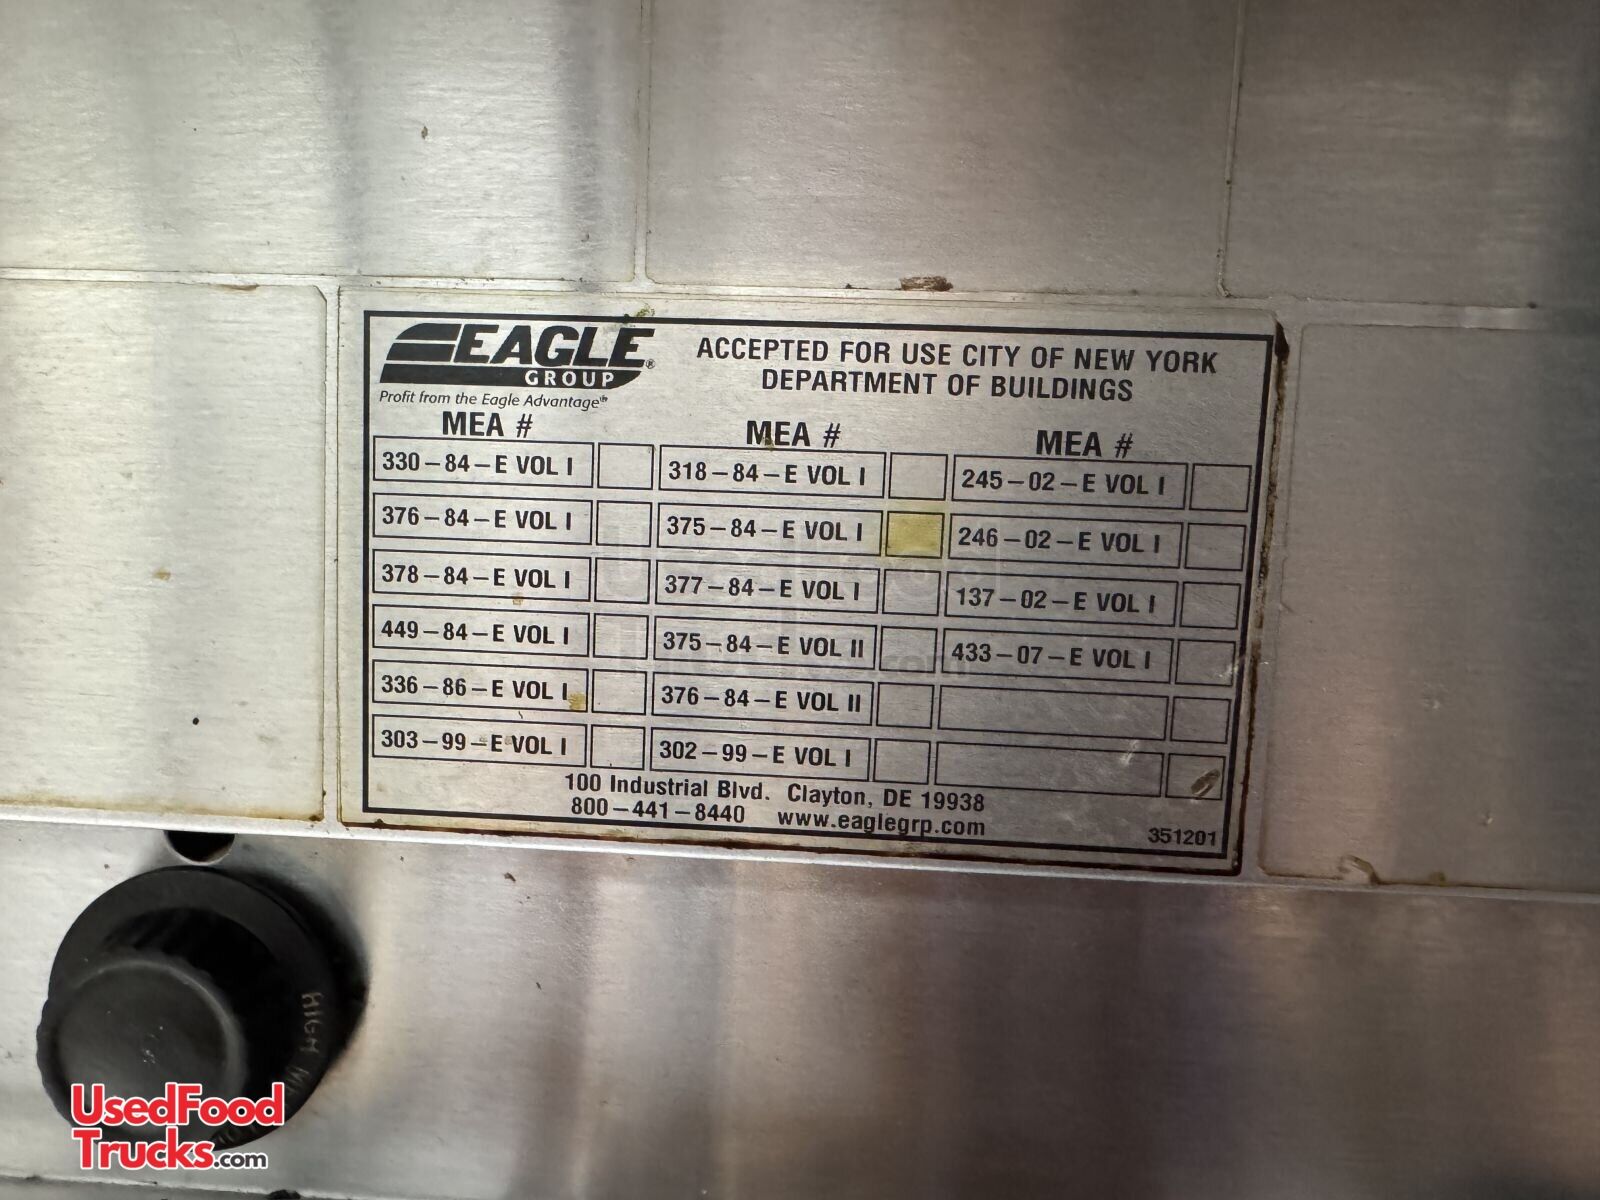 EAGLE®
GROUP
Profit from the Eagle Advantage®
ACCEPTED FOR USE CITY OF NEW YORK
DEPARTMENT OF BUILDINGS
MEA # MEA # MEA #
330-84-E VOL I 318-84-E VOL I 245-02-E VOL I
376-84-E VOL I 375-84-E VOL I 246-02-E VOL I
378-84-E VOL I 377-84-E VOL I 137-02-E VOL I
449-84-E VOL I 375-84-E VOL II 433-07-E VOL I
336-86-E VOL I 376-84-E VOL II
303-99-E VOL I 302-99-E VOL I
100 Industrial Blvd. Clayton, DE 19938
800-441-8440 www.eaglegrp.com
351201
HIGH
UsedFood
Trucks.com